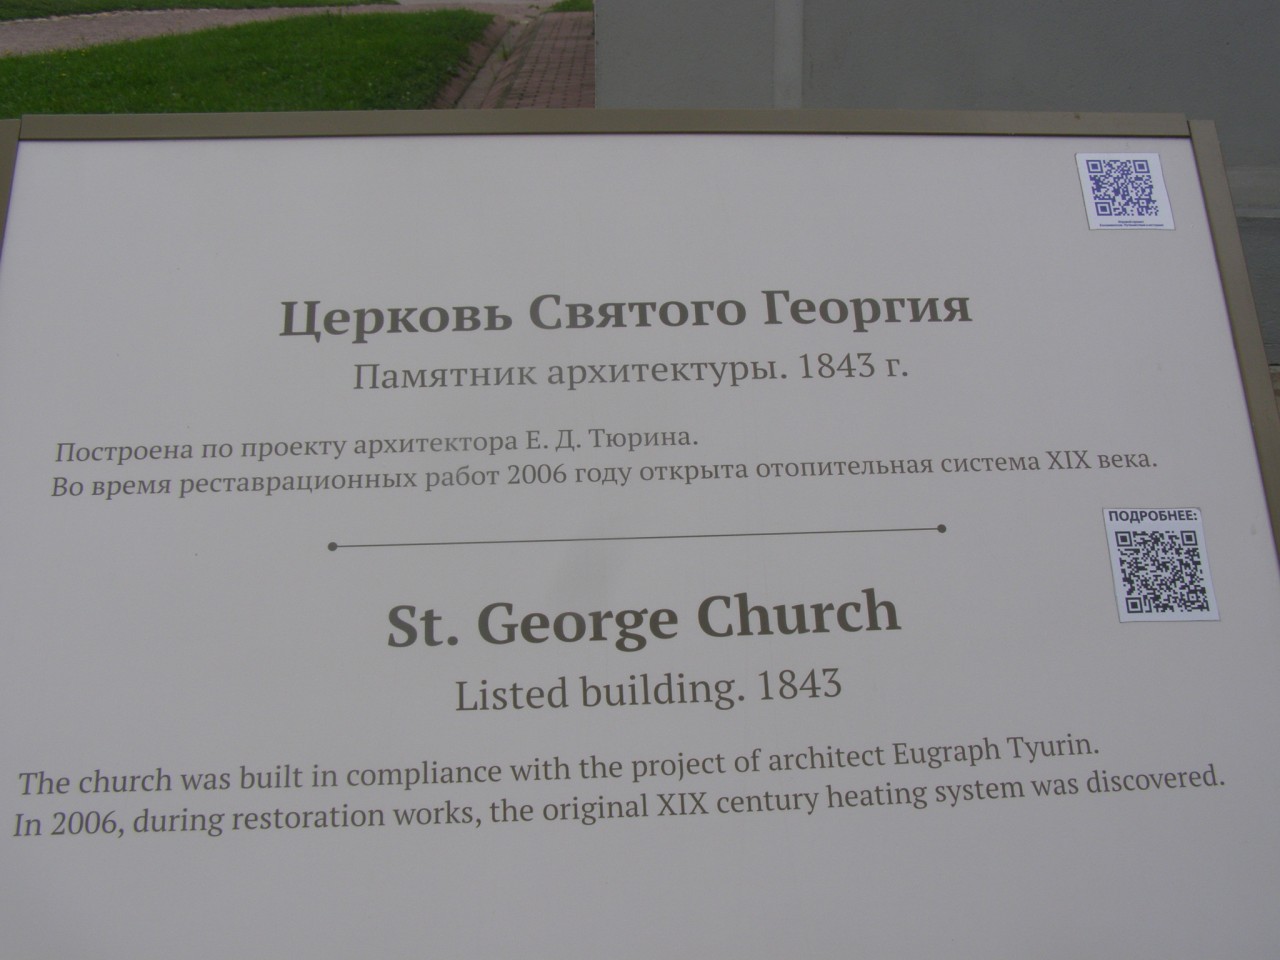 Церковь Святого Георгия
Памятник архитектуры. 1843 г.
Построена по проекту архитектора Е. Д. Тюрина.
Во время реставрационных работ 2006 году открыта отопительная система XIX века.
ПОДРОБНЕЕ:
St. George Church
Listed building. 1843
The church was built in compliance with the project of architect Eugraph Tyurin.
In 2006, during restoration works, the original XIX century heating system was discovered.